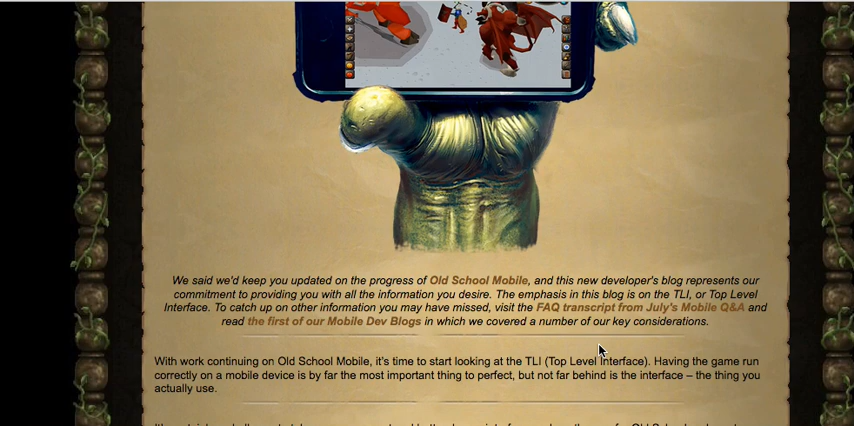 We said we'd keep you updated on the progress of Old School Mobile, and this new developer's blog represents our
commitment to providing you with all the information you desire. The emphasis in this blog is on the TLI, or Top Level
Interface). To catch up on other information you may have missed, visit the FAQ transcript from July's Mobile Q&A and
read the first of our Mobile Dev Blogs in which we covered a number of our key considerations.
With work continuing on Old School Mobile, it's time to start looking at the TLI (Top Level Interface). Having the game run
correctly on a mobile device is by far the most important thing to perfect, but not far behind is the interface – the thing you
actually use.